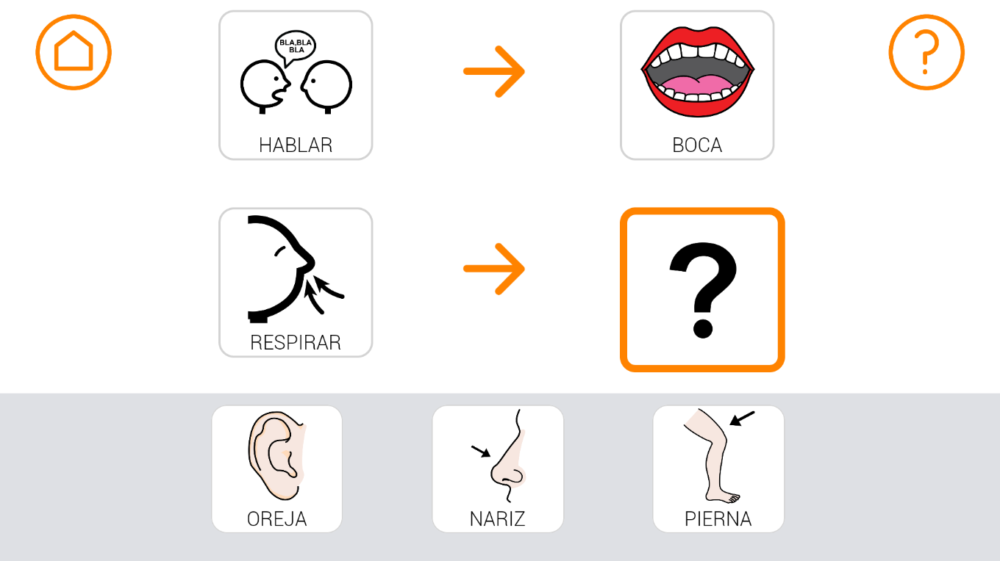 BLA,BLA
BLA
HABLAR
BOCA
RESPIRAR
?
OREJA
NARIZ
PIERNA